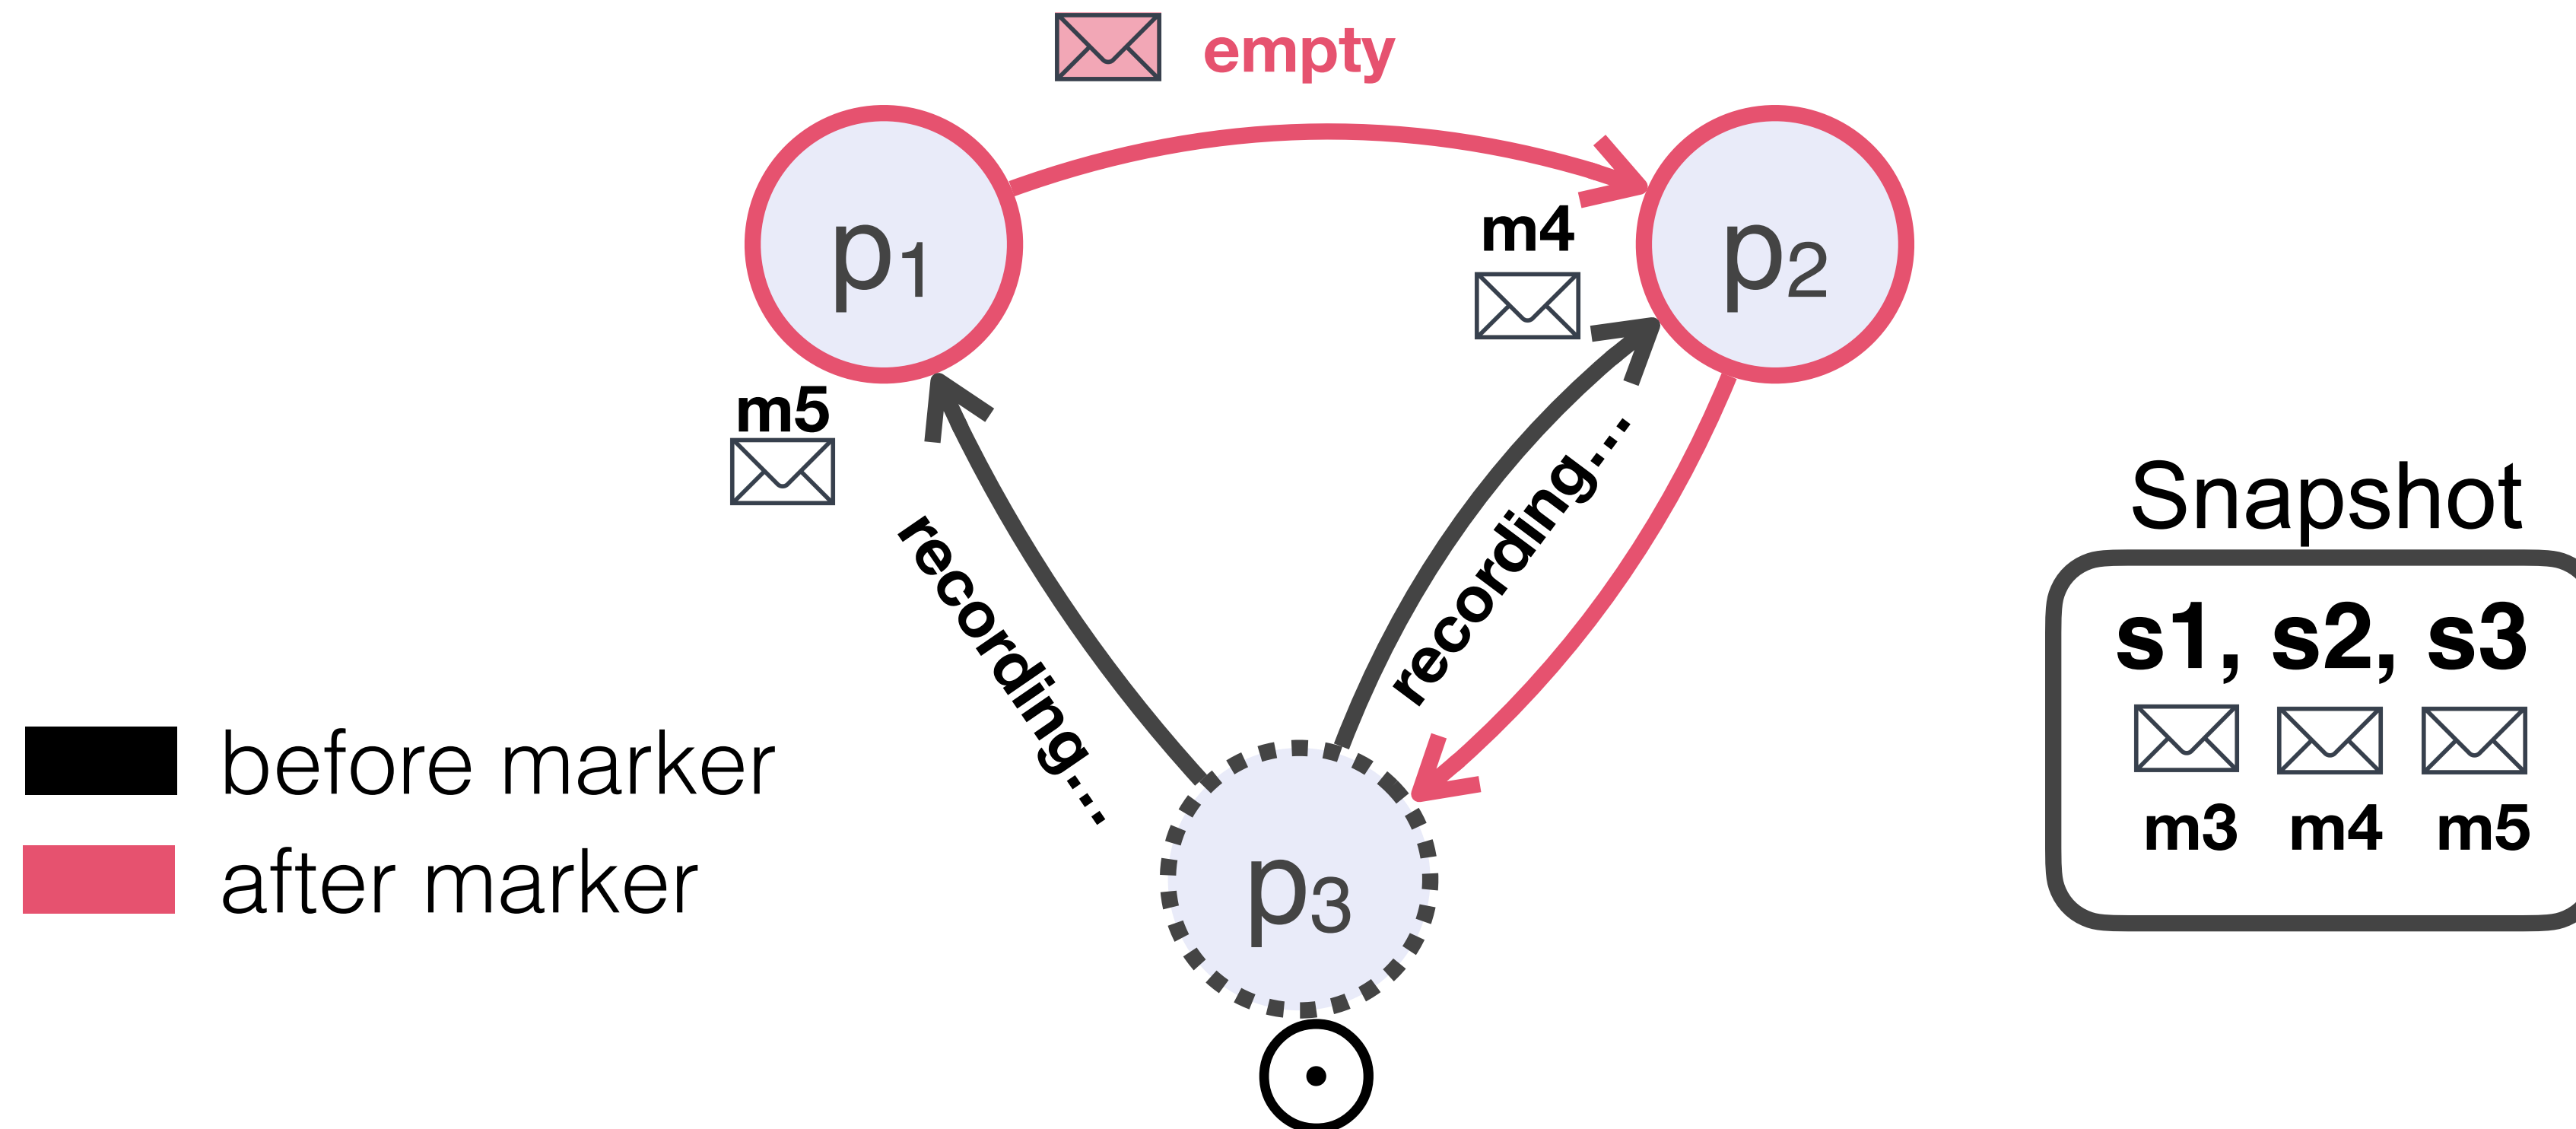 empty
p1
p2
m4
m5
recording...
recording...
Snapshot
s1, s2, s3
m3 m4 m5
before marker
after marker
p3